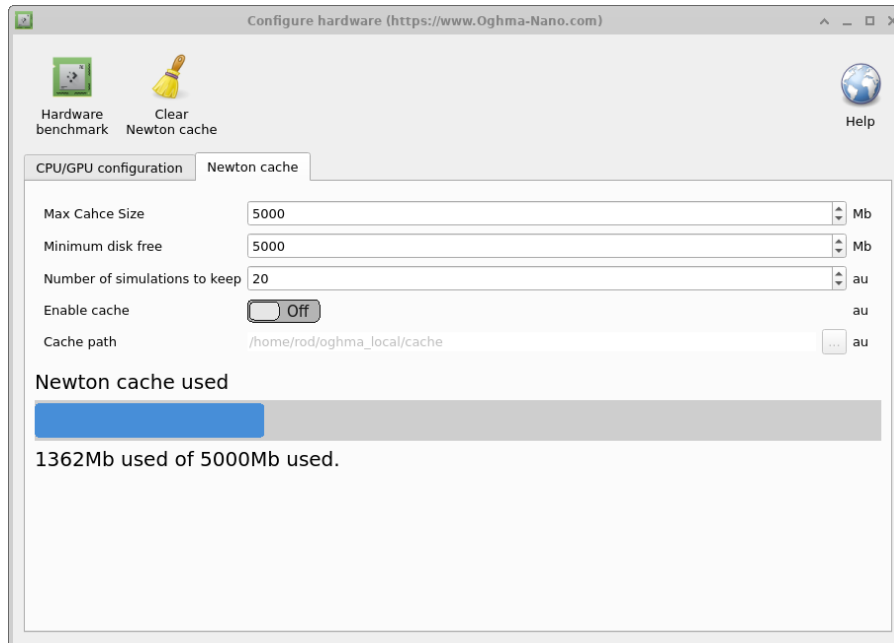 Configure hardware (https://www.Oghma-Nano.com)
Hardware
benchmark
Clear
Newton cache
Help
CPU/GPU configuration
Newton cache
Max Cahce Size 5000 Mb
Minimum disk free 5000 Mb
Number of simulations to keep 20 au
Enable cache Off au
Cache path /home/rod/oghma_local/cache ... au
Newton cache used
1362Mb used of 5000Mb used.